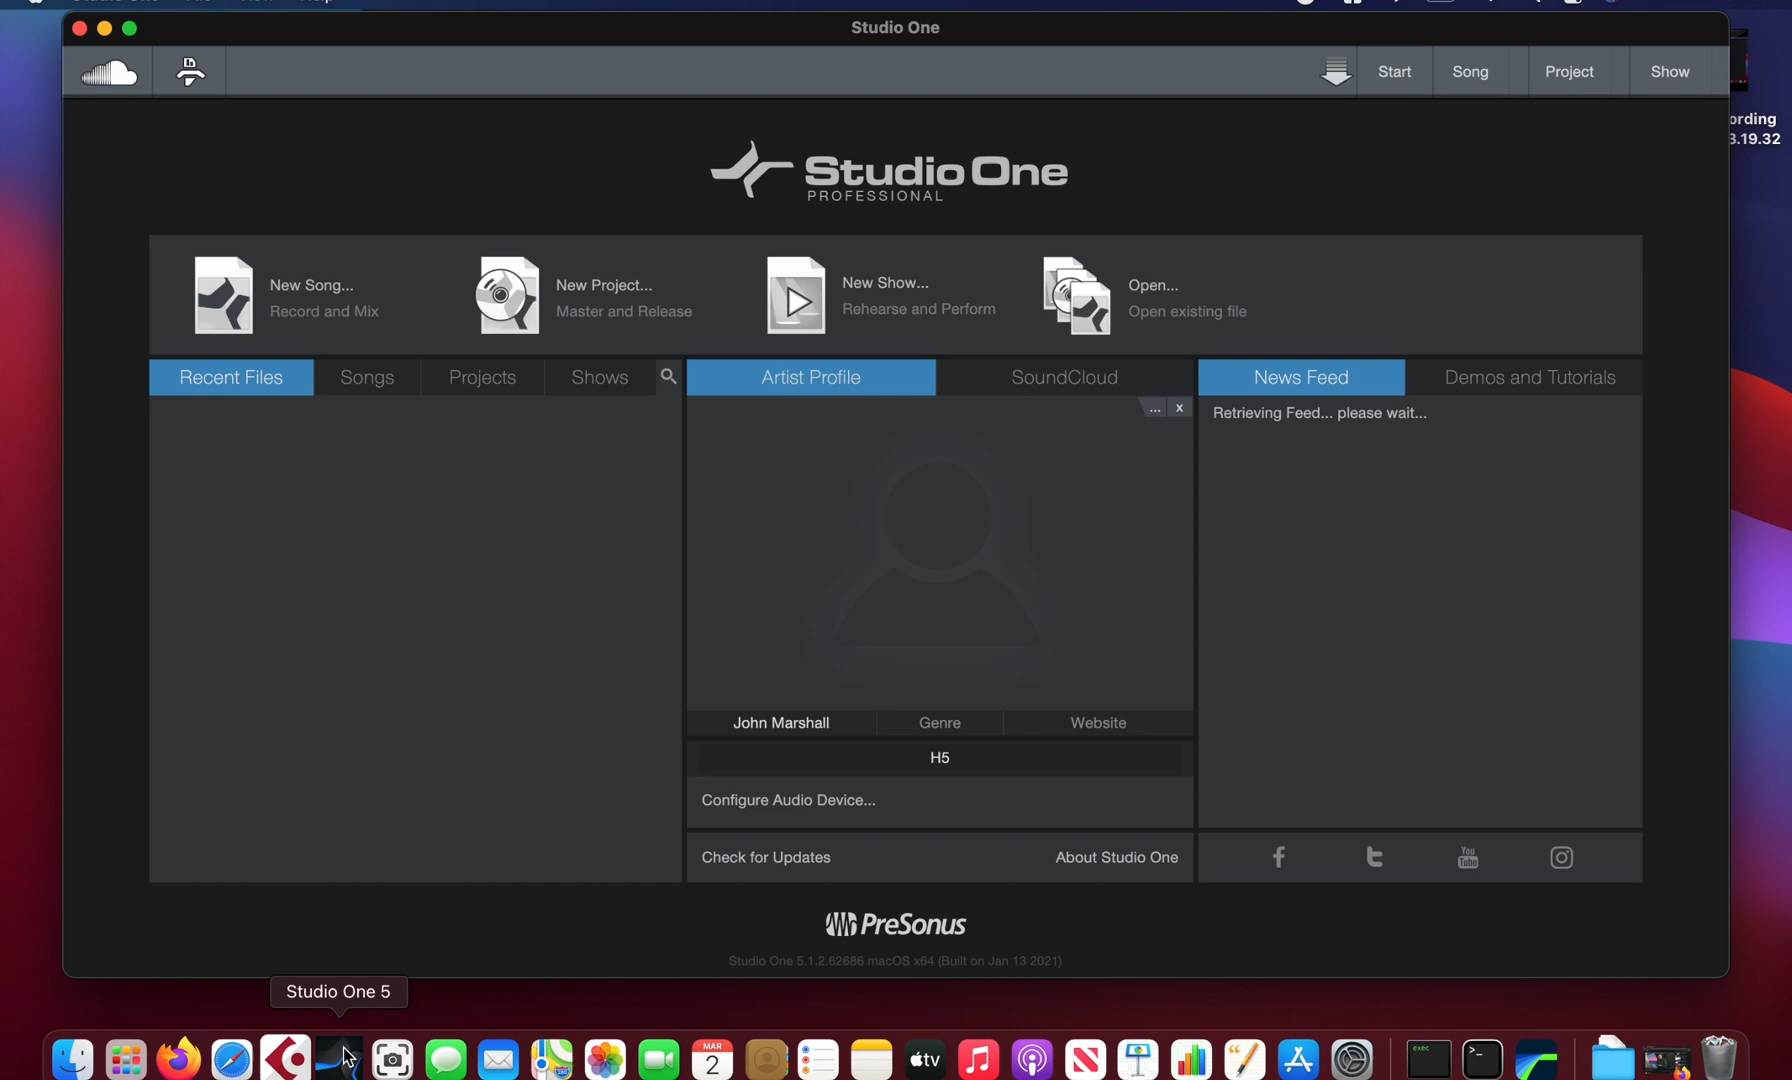 Studio One
Start
Song
Project
Show
ording
3.19.32
Studio One
PROFESSIONAL
New Song...
Record and Mix
New Project...
Master and Release
New Show...
Rehearse and Perform
Open...
Open existing file
Recent Files
Songs
Projects
Shows
Artist Profile
SoundCloud
News Feed
Demos and Tutorials
... x
Retrieving Feed... please wait...
John Marshall
Genre
Website
H5
Configure Audio Device...
Check for Updates
About Studio One
You
Tube
PreSonus
Studio One 5.1.2.62686 macOS x64 (Built on Jan 13 2021)
Studio One 5
MAR
2
tv
exec